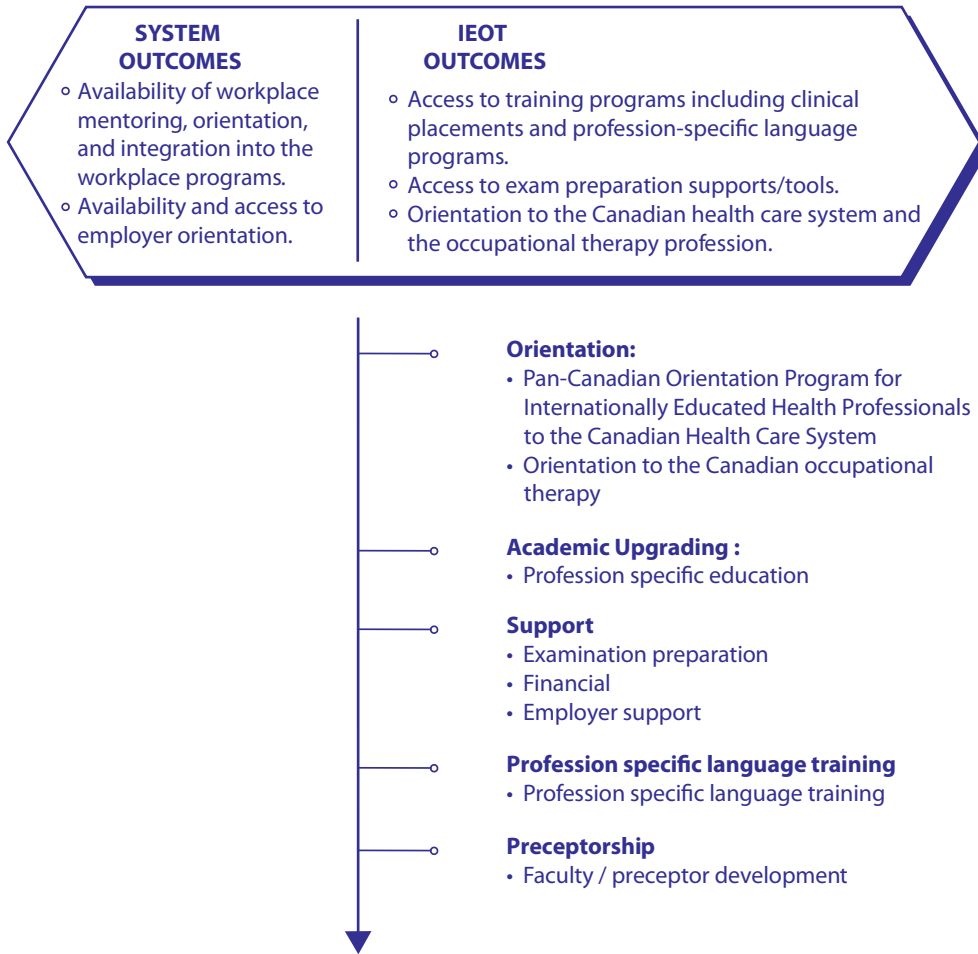 SYSTEM
OUTCOMES
◦ Availability of workplace
mentoring, orientation,
and integration into the
workplace programs.
◦ Availability and access to
employer orientation.
IEOT
OUTCOMES
◦ Access to training programs including clinical
placements and profession-specific language
programs.
◦ Access to exam preparation supports/tools.
◦ Orientation to the Canadian health care system and
the occupational therapy profession.
Orientation:
• Pan-Canadian Orientation Program for
Internationally Educated Health Professionals
to the Canadian Health Care System
• Orientation to the Canadian occupational
therapy
Academic Upgrading :
• Profession specific education
Support
• Examination preparation
• Financial
• Employer support
Profession specific language training
• Profession specific language training
Preceptorship
• Faculty / preceptor development